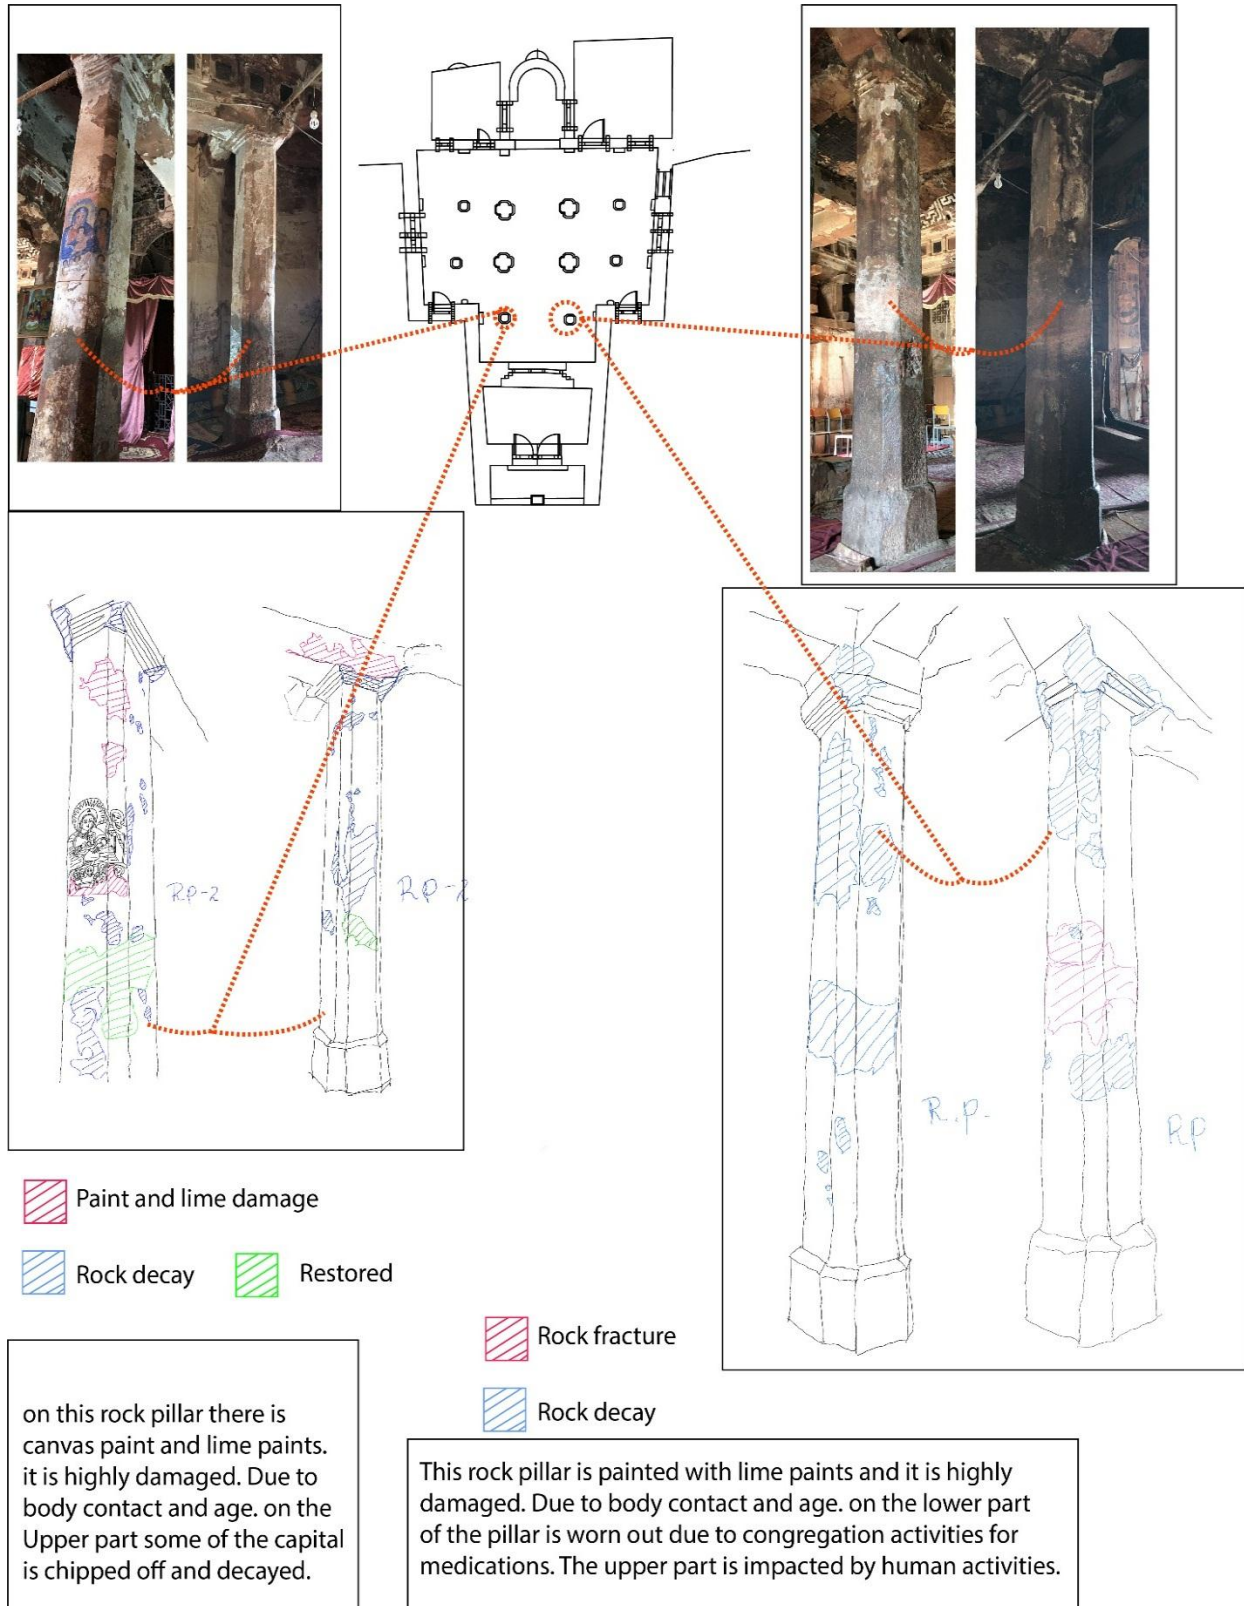 RP-2
RP-2
R.P.
RP
Paint and lime damage
Rock decay
Restored
Rock fracture
Rock decay
on this rock pillar there is
canvas paint and lime paints.
it is highly damaged. Due to
body contact and age. on the
Upper part some of the capital
is chipped off and decayed.
This rock pillar is painted with lime paints and it is highly
damaged. Due to body contact and age. on the lower part
of the pillar is worn out due to congregation activities for
medications. The upper part is impacted by human activities.